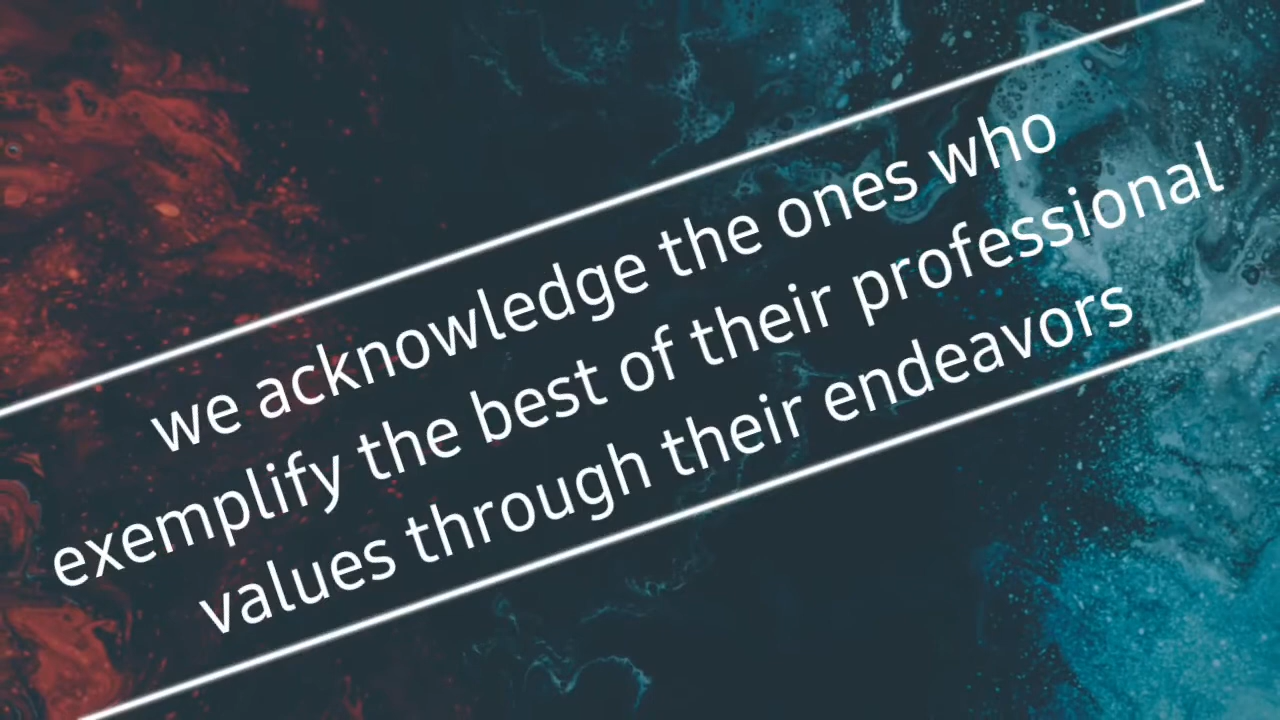 we acknowledge the ones who
exemplify the best of their professional
values through their endeavors